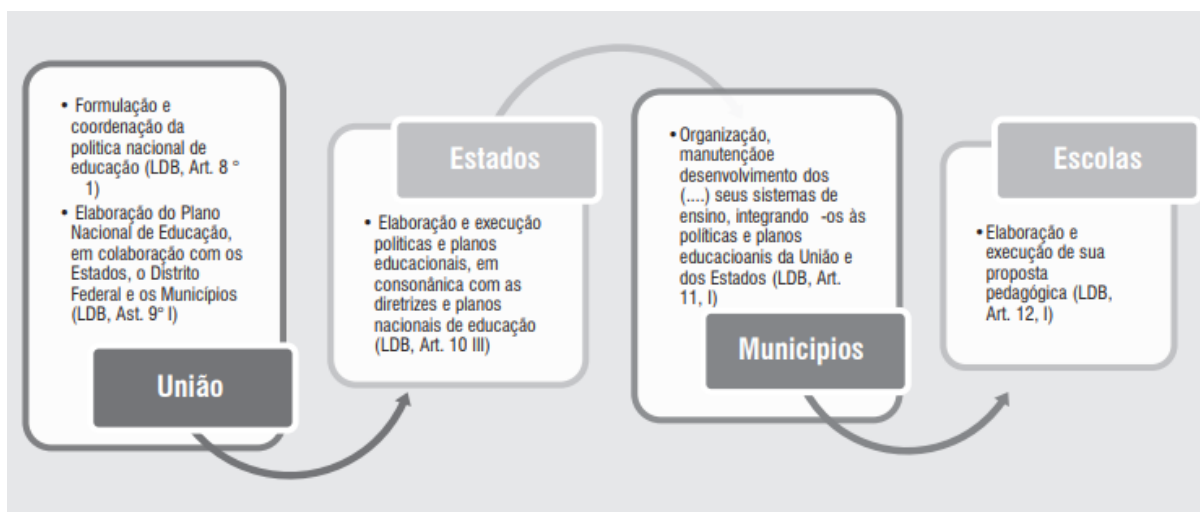 • Formulação e
coordenação da
politica nacional de
educação (LDB, Art. 8 °
1)
• Elaboração do Plano
Nacional de Educação,
em colaboração com os
Estados, o Distrito
Federal e os Municípios
(LDB, Ast. 9° I)
União
Estados
• Elaboração e execução
politicas e planos
educacionais, em
consonânica com as
diretrizes e planos
nacionais de educação
(LDB, Art. 10 III)
• Organização,
manutençãoe
desenvolvimento dos
(....) seus sistemas de
ensino, integrando -os às
políticas e planos
educacioanis da União e
dos Estados (LDB, Art.
11, I)
Municipios
Escolas
• Elaboração e
execução de sua
proposta
pedagógica (LDB,
Art. 12, I)